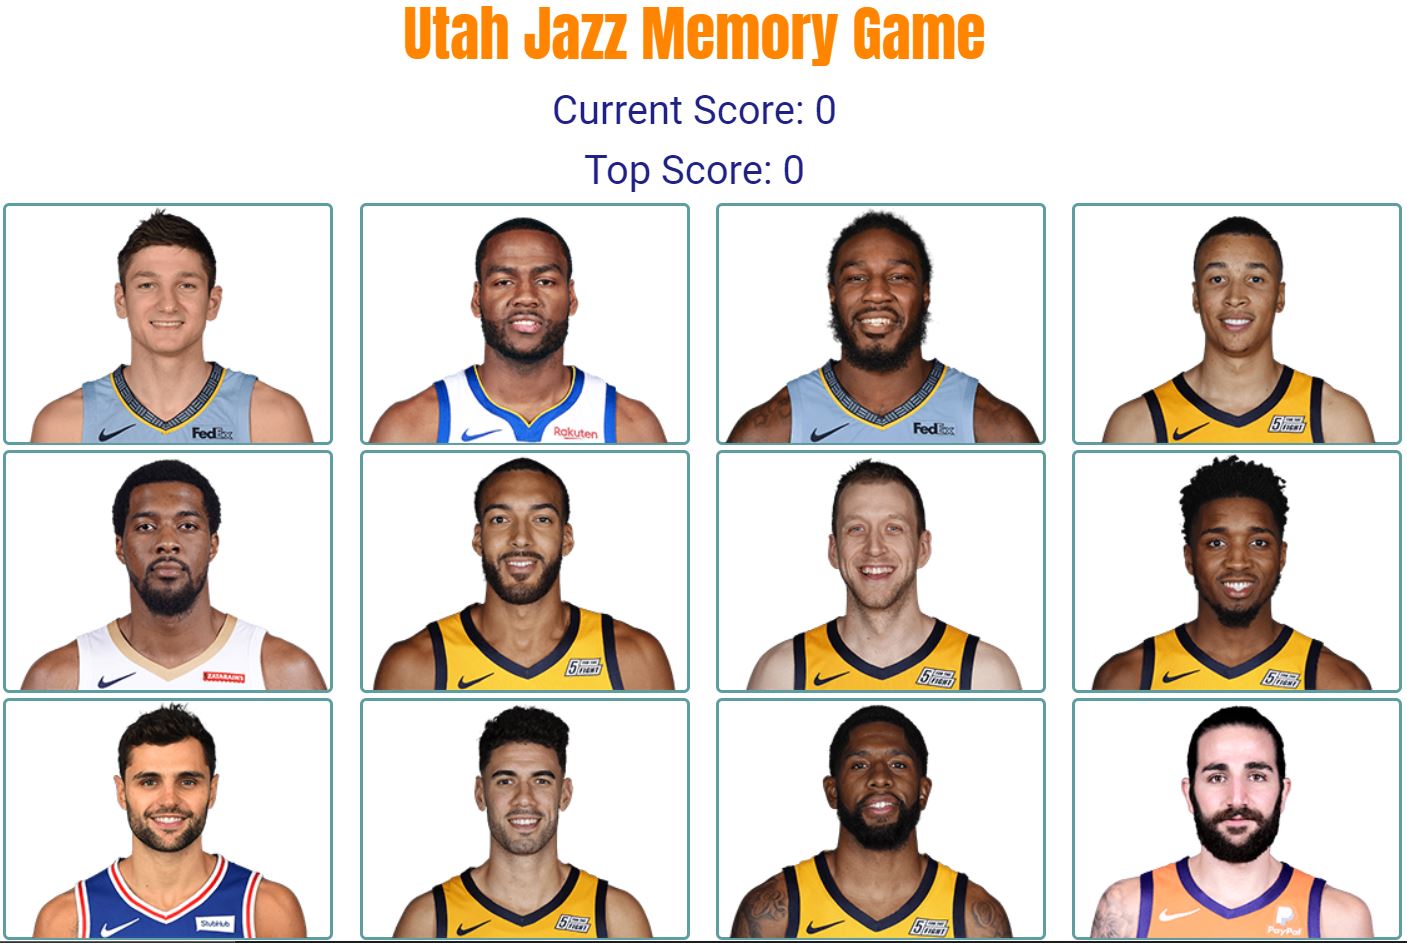 Utah Jazz Memory Game
Current Score: 0
Top Score: 0
FedEx
Rakuten
FedEx
5 FOR THE FIGHT
ZATARAIN'S
5 FOR THE FIGHT
5 FOR THE FIGHT
5 FOR THE FIGHT
StubHub
5 FOR THE FIGHT
5 FOR THE FIGHT
PayPal